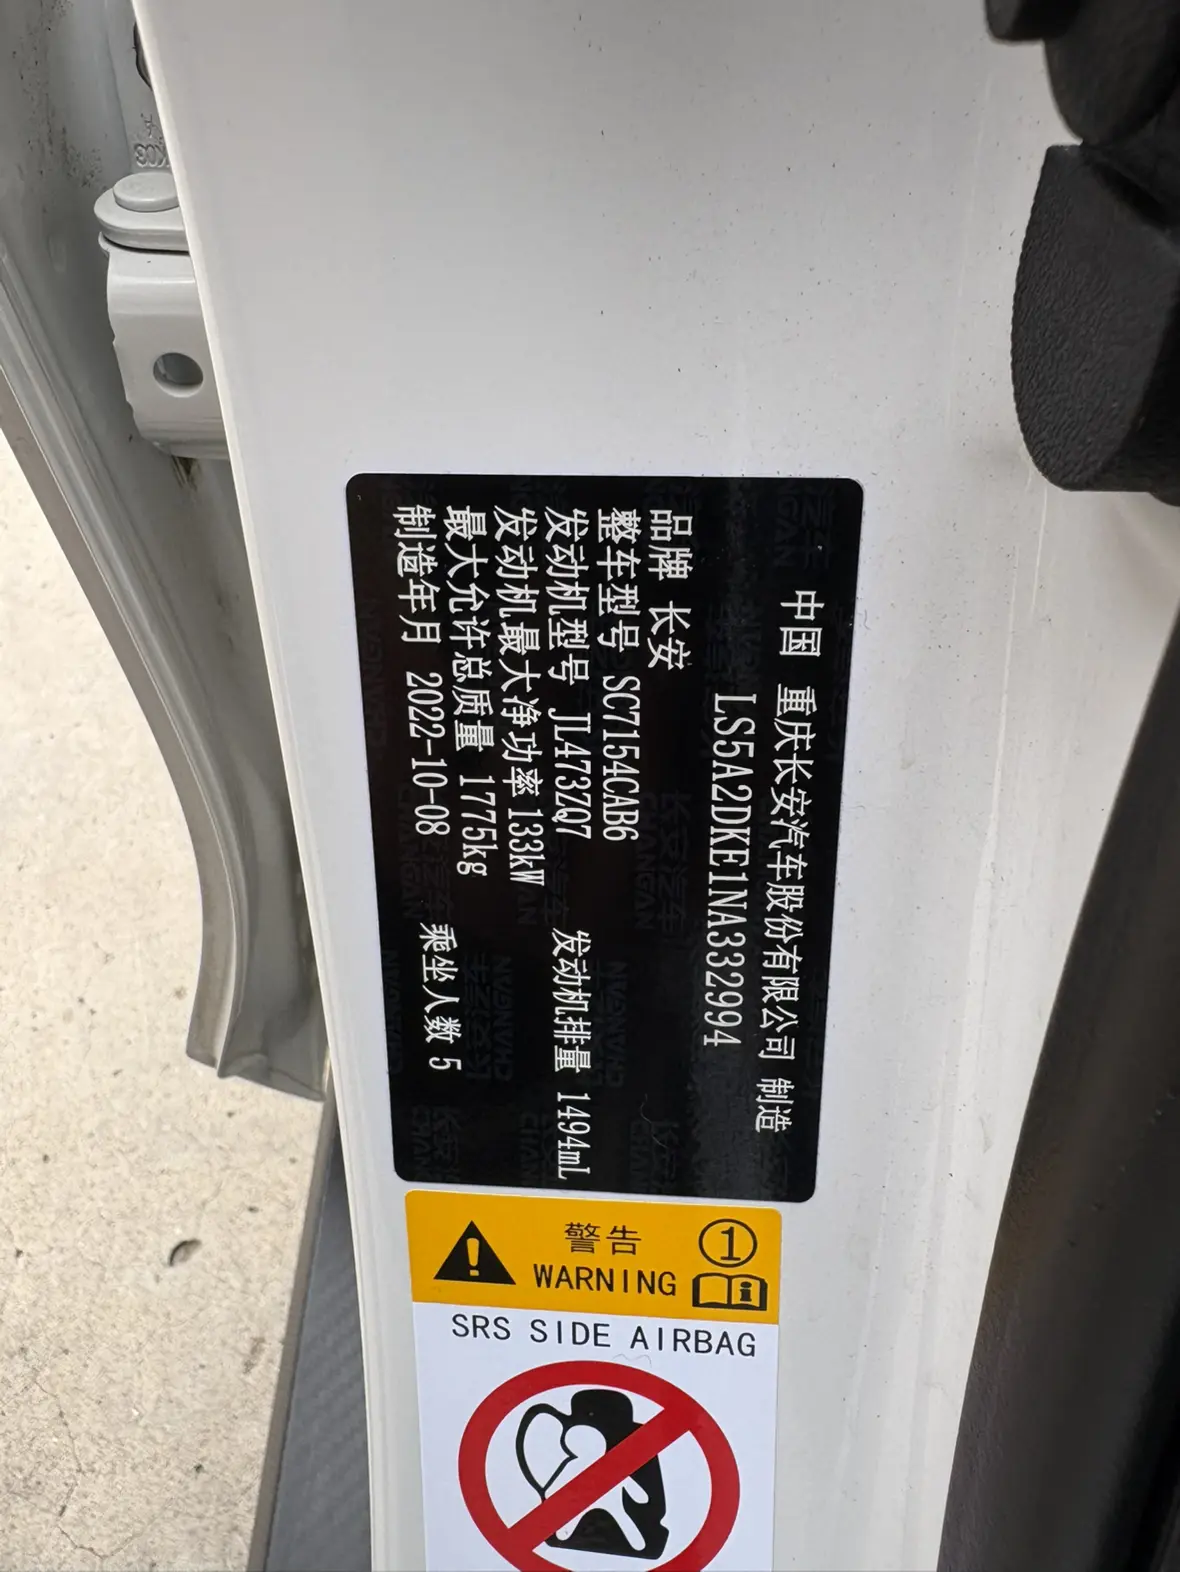 中国 重庆长安汽车股份有限公司 制造
LS5A2DKE1NA332994
品牌 长安
整车型号 SC7154CAB6
发动机型号 JL473ZQ7 发动机排量 1494mL
发动机最大净功率 133kW
最大允许总质量 1775kg
制造年月 2022-10-08 乘坐人数 5
警告
WARNING
1
SRS SIDE AIRBAG